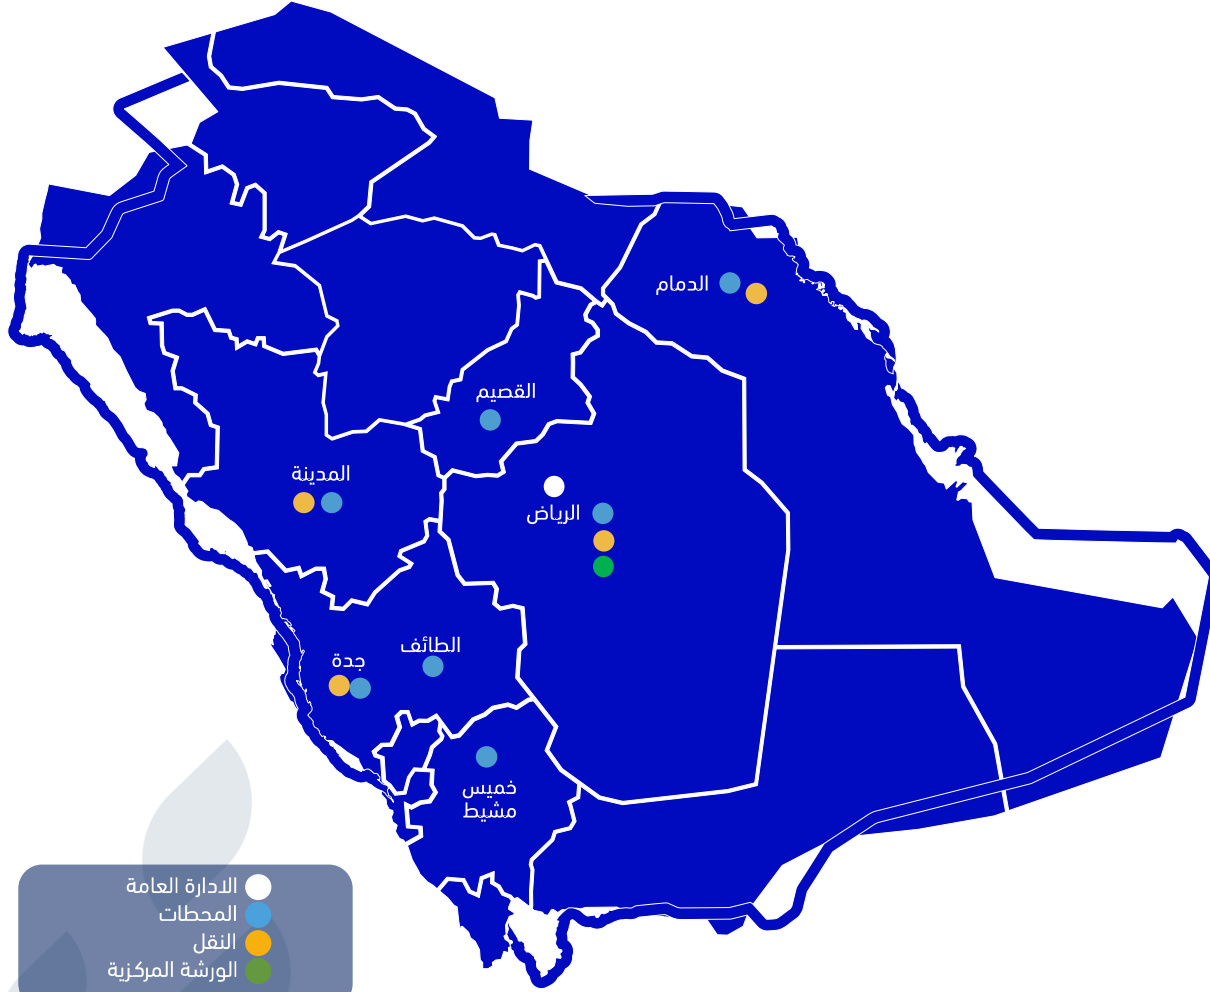 الدمام
القصيم
المدينة
الرياض
الطائف
جدة
خميس
مشيط
الادارة العامة
المحطات
النقل
الورشة المركزية